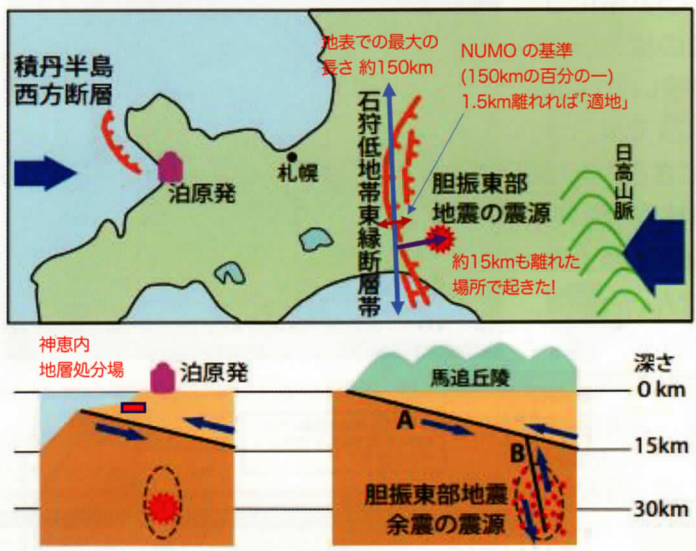 積丹半島
西方断層
泊原発
札幌
地表での最大の
長さ 約150km
石狩低地帯東縁断層帯
NUMO の基準
(150kmの百分の一)
1.5km離れれば「適地」
胆振東部
地震の震源
約15kmも離れた
場所で起きた!
日高山脈
神恵内
地層処分場
泊原発
馬追丘陵
A
B
胆振東部地震
余震の震源
深さ
0 km
15km
30km